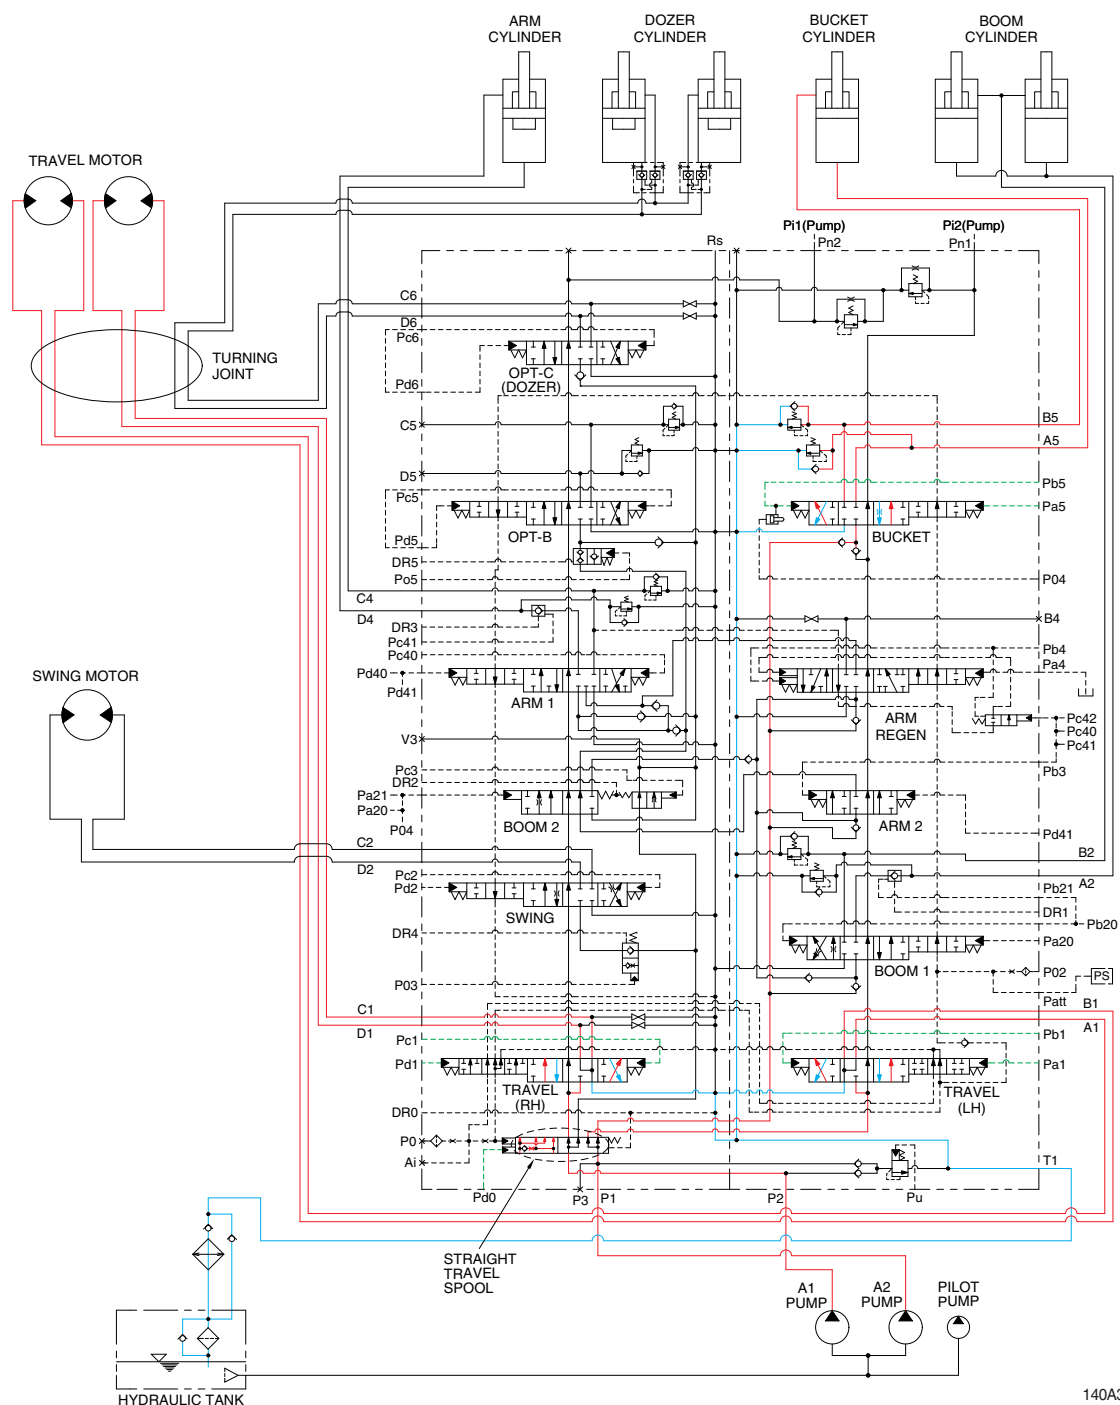 ARM
CYLINDER
DOZER
CYLINDER
BUCKET
CYLINDER
BOOM
CYLINDER
TRAVEL MOTOR
Pi1(Pump)
Pi2(Pump)
Rs
Pn2
Pn1
C6
D6
Pc6
TURNING
JOINT
OPT-C
(DOZER)
Pd6
C5
B5
A5
D5
Pb5
Pc5
Pa5
OPT-B
BUCKET
Pd5
DR5
Po5
P04
C4
D4
B4
DR3
Pc41
Pb4
Pc40
Pa4
Pd40
Pd41
SWING MOTOR
ARM 1
ARM
REGEN
Pc42
Pc40
Pc41
V3
Pc3
Pb3
DR2
Pa21
Pa20
P04
BOOM 2
ARM 2
Pd41
C2
B2
D2
A2
Pc2
Pd2
Pb21
SWING
DR1
Pb20
DR4
Pa20
BOOM 1
P02
PS
P03
Patt
C1
B1
D1
A1
Pc1
Pb1
Pd1
Pa1
TRAVEL
(RH)
TRAVEL
(LH)
DR0
P0
Ai
T1
Pd0
P3
P1
P2
Pu
STRAIGHT
TRAVEL
SPOOL
A1
PUMP
A2
PUMP
PILOT
PUMP
HYDRAULIC TANK
140A3